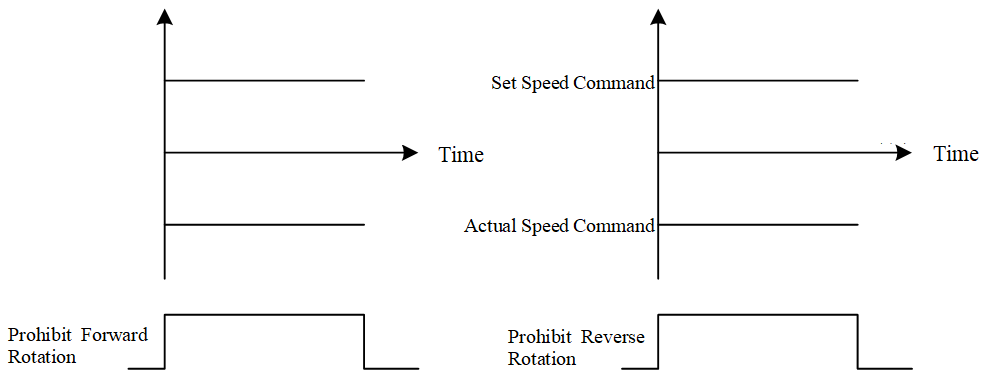 Set Speed Command
Time
Time
Actual Speed Command
Prohibit Forward
Rotation
Prohibit Reverse
Rotation